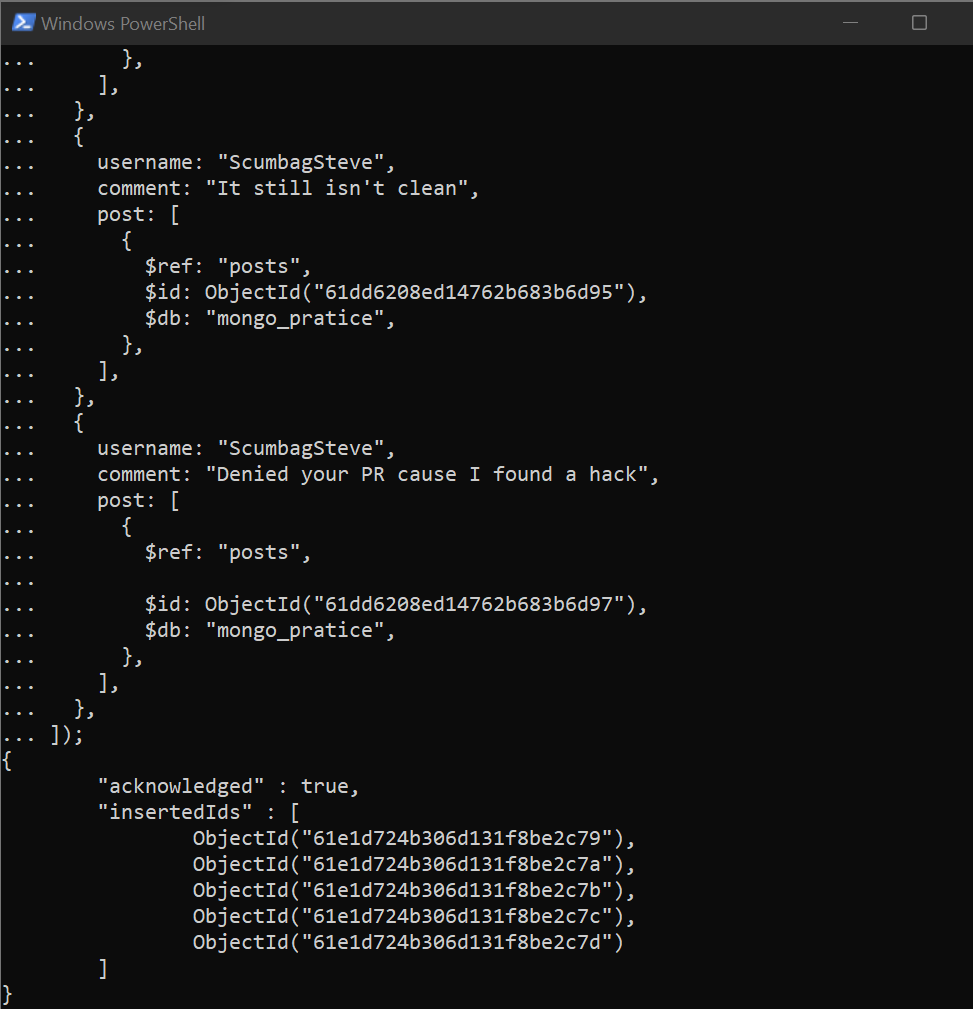 Windows PowerShell
...       },
...     ],
...   },
...   {
...     username: "ScumbagSteve",
...     comment: "It still isn't clean",
...     post: [
...       {
...         $ref: "posts",
...         $id: ObjectId("61dd6208ed14762b683b6d95"),
...         $db: "mongo_pratice",
...       },
...     ],
...   },
...   {
...     username: "ScumbagSteve",
...     comment: "Denied your PR cause I found a hack",
...     post: [
...       {
...         $ref: "posts",
...
...         $id: ObjectId("61dd6208ed14762b683b6d97"),
...         $db: "mongo_pratice",
...       },
...     ],
...   },
... ]);
{
        "acknowledged" : true,
        "insertedIds" : [
                ObjectId("61e1d724b306d131f8be2c79"),
                ObjectId("61e1d724b306d131f8be2c7a"),
                ObjectId("61e1d724b306d131f8be2c7b"),
                ObjectId("61e1d724b306d131f8be2c7c"),
                ObjectId("61e1d724b306d131f8be2c7d")
        ]
}